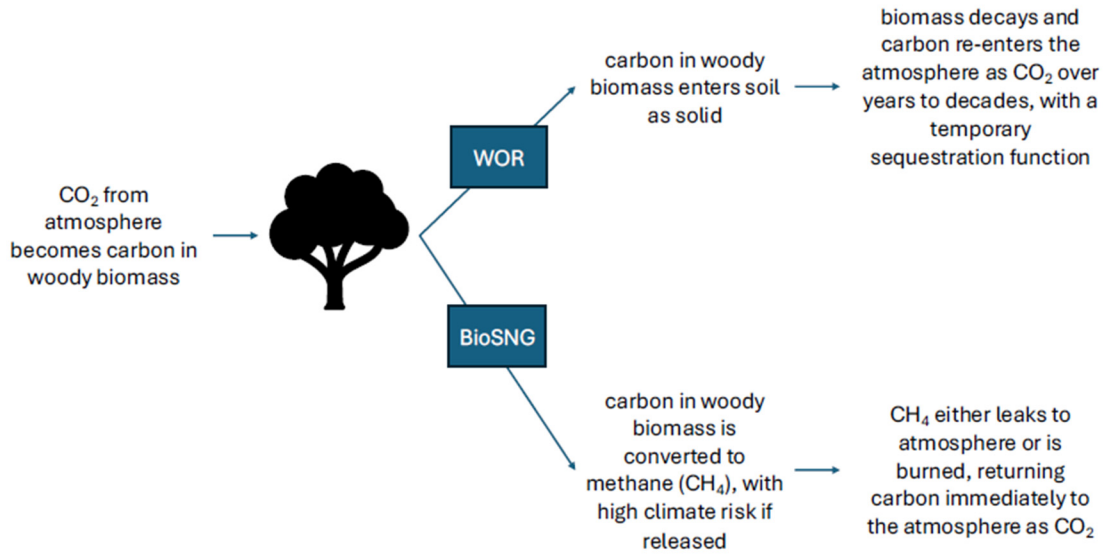 CO₂ from
atmosphere
becomes carbon in
woody biomass
WOR
carbon in woody
biomass enters soil
as solid
biomass decays and
carbon re-enters the
atmosphere as CO₂ over
years to decades, with a
temporary
sequestration function
BioSNG
carbon in woody
biomass is
converted to
methane (CH₄), with
high climate risk if
released
CH₄ either leaks to
atmosphere or is
burned, returning
carbon immediately to
the atmosphere as CO₂